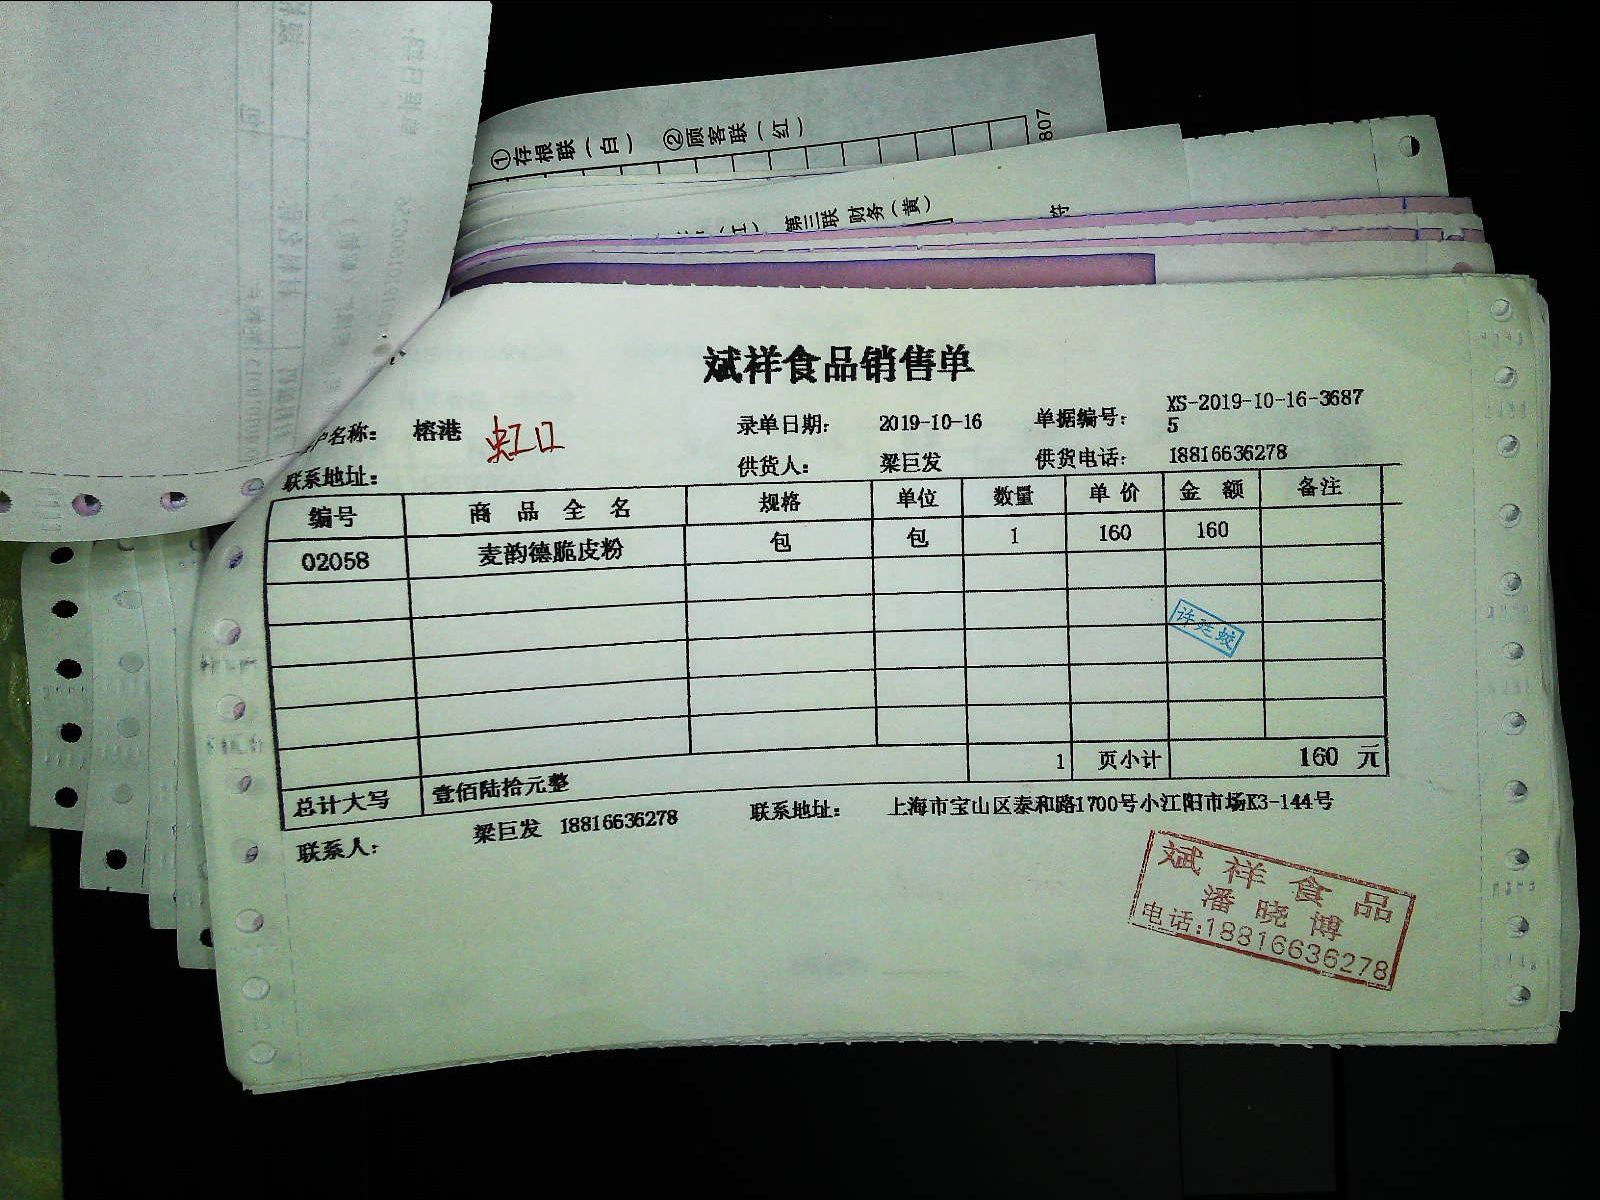 ①存根联(白) ②顾客联(红)
807
第三联 财务(黄)
斌祥食品销售单
户名称: 榕港 虹口 录单日期: 2019-10-16 单据编号: XS-2019-10-16-3687
5
联系地址: 供货人: 梁巨发 供货电话: 18816636278
编号 商品全名 规格 单位 数量 单价 金额 备注
02058 麦韵德脆皮粉 包 包 1 160 160
许廷蛟
1 页小计 160 元
总计大写 壹佰陆拾元整
联系人: 梁巨发 18816636278 联系地址: 上海市宝山区泰和路1700号小江阳市场K3-144号
斌祥食品
潘晓博
电话:18816636278